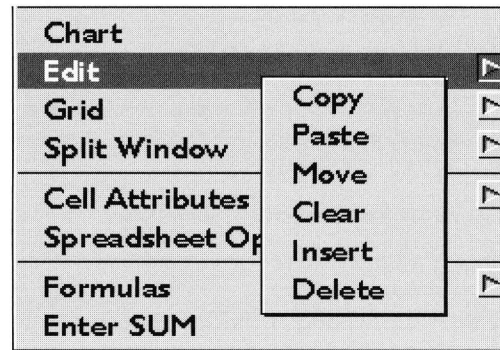 Chart
Edit
Grid
Split Window
Cell Attributes
Spreadsheet Op
Formulas
Enter SUM
Copy
Paste
Move
Clear
Insert
Delete